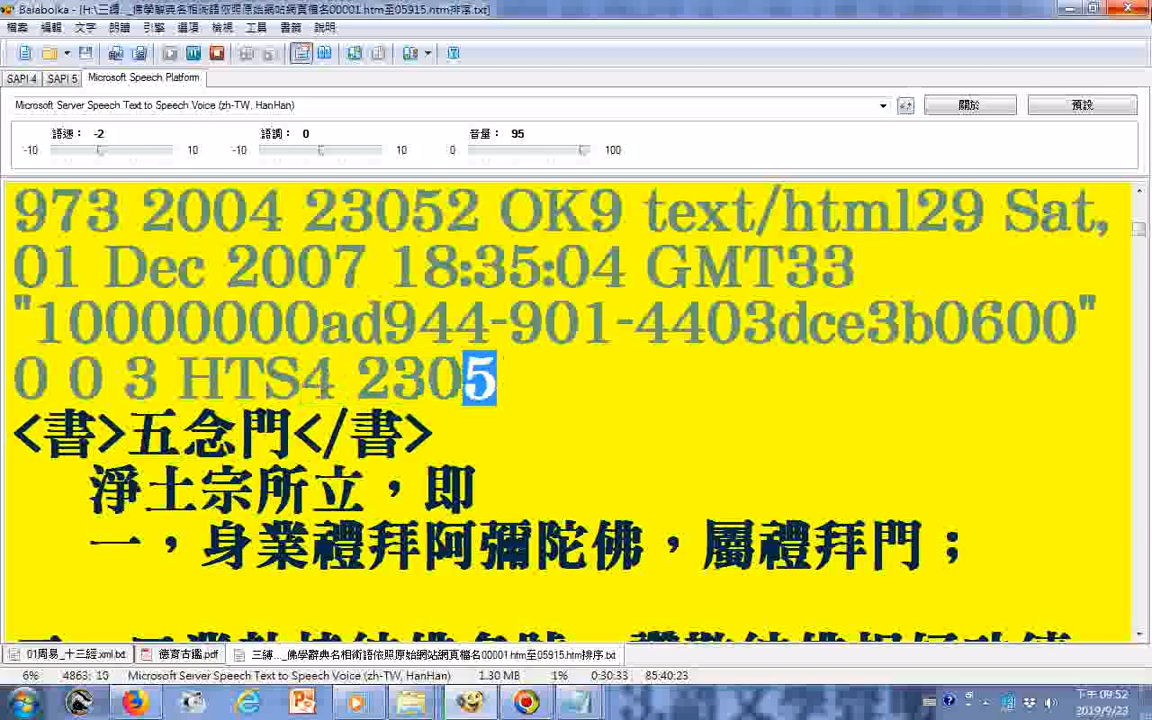 Balabolka - [H:\三縛..._佛學辭典名相術語依照原始網站網頁檔名00001.htm至05915.htm排序.txt]
檔案 編輯 文字 朗讀 引擎 選項 檢視 工具 書籤 說明
SAPI 4 SAPI 5 Microsoft Speech Platform
Microsoft Server Speech Text to Speech Voice (zh-TW, HanHan) 關於 預設
語速： -2 語調： 0 音量： 95
-10 10 -10 10 0 100
973 2004 23052 OK9 text/html29 Sat,
01 Dec 2007 18:35:04 GMT33
"10000000ad944-901-4403dce3b0600"
0 0 3 HTS4 2305
<書>五念門</書>
淨土宗所立，即
一，身業禮拜阿彌陀佛，屬禮拜門；
01周易_十三經.xml.txt 德育古鑑.pdf 三縛..._佛學辭典名相術語依照原始網站網頁檔名00001.htm至05915.htm排序.txt
6% 4863: 10 Microsoft Server Speech Text to Speech Voice (zh-TW, HanHan) 1.30 MB 1% 0:30:33 85:40:23
下午 09:52
2019/9/23